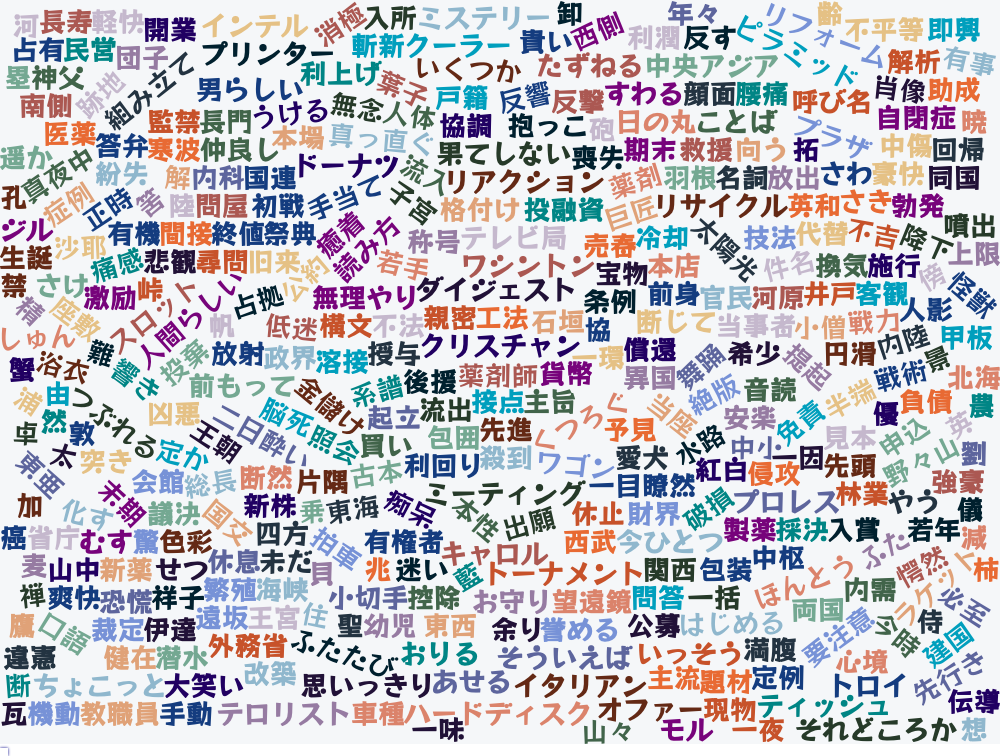 河 長寿 軽快 開業 インテル 消極 入所 ミステリー 卸 西側 年々 リフォーム 齢 不平等 即興
占有 民営 団子 プリンター 斬新 クーラー 貴い 利潤 反す ピラミッド 解析 有事
塁 神父 跡地 組み立て 男らしい 利上げ 葉子 いくつか たずねる 中央アジア 肖像 助成
南側 無念 人体 戸籍 反響 反撃 すわる 顔面 腰痛 呼び名
医薬 答弁 監禁 長門 うける 本場 真っ直ぐ 協調 抱っこ 砲 日の丸 ことば プラザ 自閉症 暁
遥か 真夜中 紛失 寒波 仲良し ドーナツ 流入 果てしない 喪失 期末 救援 向う 拓 中傷 回帰
孔 症例 正時 筈 解 内科 国連 手当て 子宮 リアクション 薬剤 羽根 名詞 放出 さわ 豪快 同国
陸 問屋 初戦 格付け 投融資 巨匠 リサイクル 英和 さき 勃発 噴出
ジル 有機 間接 終値 祭典 癒着 読み方 称号 テレビ局 売春 冷却 太陽光 技法 代替 不吉 降下 上限
生誕 沙耶 痛感 悲観 尋問 旧来 公約 若手 ワシントン 宝物 本店 件名 換気 施行 傍 怪獣
禁 さけ 激励 峠 占拠 無理やり ダイジェスト 条例 前身 官民 河原 井戸 客観 人影
積 座敷 スロット 人間らしい 帆 低迷 構文 不法 親密 工法 石垣 協 断じて 当事者 小僧 戦力 内陸 甲板
しゅん 難 響き 投棄 放射 政界 溶接 授与 クリスチャン 一環 償還 舞踊 希少 提起 円滑 景
蟹 浴衣 前もって 金儲け 系譜 後援 薬剤師 貨幣 異国 絶版 音読 戦術 北海
浦 由 然 つぶれる 凶悪 二日酔い 脳死 照会 起立 流出 接点 主旨 くつろぐ 当座 安楽 免責 半端 優 負債 農
卓 太 敦 定か 王朝 買い 包囲 先進 予見 水路 中小 見本 申込 英
東亜 突き 会館 総長 断然 片隅 古本 利回り 殺到 ワゴン 愛犬 紅白 侵攻 一因 先頭 野々山 劉
加 末期 国交 新株 乗 東海 痴呆 ミーティング 一目瞭然 破損 プロレス 林業 やう 強豪
化す 議決 四方 本性 出願 休止 財界 製薬 採決 入賞 若年 儀
癌 省庁 むす 驚 色彩 拍車 有権者 キャロル 西武 今ひとつ 中枢 ふた 愕然 減
麦 山中 新薬 せつ 休息 未だ 貝 兆 迷い 藍 トーナメント 関西 包装 ほんとう ラケット 柿
禅 爽快 恐慌 祥子 繁殖 海峡 小切手 控除 お守り 望遠鏡 問答 一括 両国 内需 必至
鷹 口語 裁定 伊達 遠坂 王宮 住 聖 幼児 東西 余り 誉める 公募 はじめる 要注意 今時 侍 建国
違憲 健在 潜水 外務省 ふたたび おりる そういえば いっそう 満腹 心境
断 ちょこっと 大笑い 改築 思いっきり あせる イタリアン 主流 題材 定例 トロイ 先行き
瓦 機動 教職員 手動 テロリスト 車種 ハードディスク オファー 現物 ティッシュ 伝導
一味 山々 モル 一夜 それどころか 想